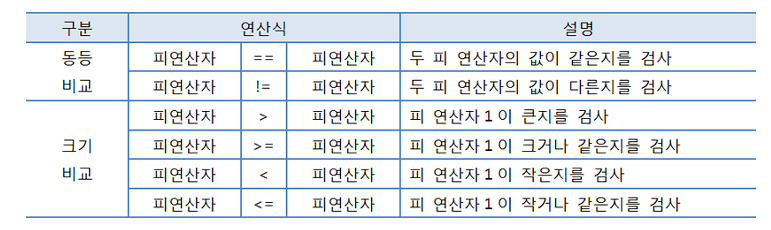 구분 연산식 설명
동등 비교 피연산자 == 피연산자 두 피 연산자의 값이 같은지를 검사
피연산자 != 피연산자 두 피 연산자의 값이 다른지를 검사
크기 비교 피연산자 > 피연산자 피 연산자1이 큰지를 검사
피연산자 >= 피연산자 피 연산자1이 크거나 같은지를 검사
피연산자 < 피연산자 피 연산자1이 작은지를 검사
피연산자 <= 피연산자 피 연산자1이 작거나 같은지를 검사